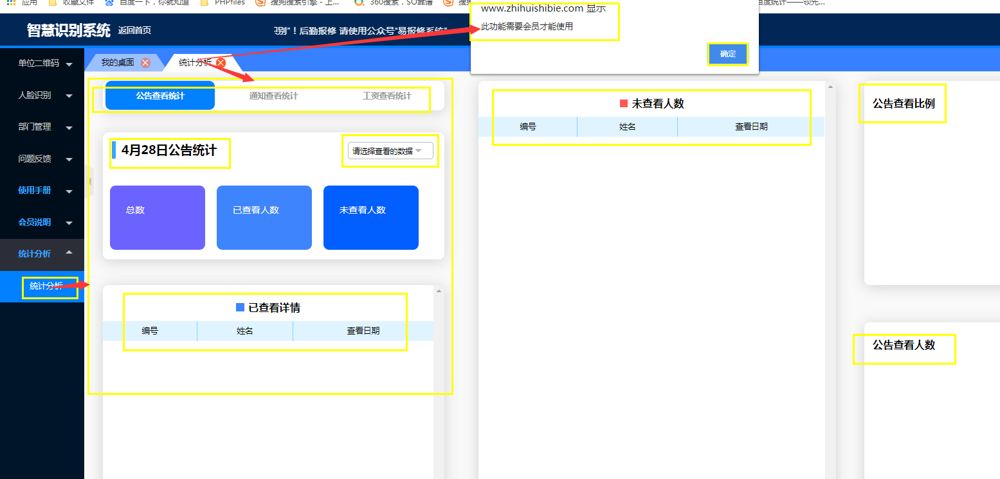 应用
收藏文件
百度一下，你就知道
PHPfiles
搜狗搜索引擎 - 上...
360搜索，SO靠谱
百度统计——领先...
www.zhihuishibie.com 显示
此功能需要会员才能使用
确定
智慧识别系统
返回首页
识别"！后勤报修 请使用公众号"易报修系统"
单位二维码
人脸识别
部门管理
问题反馈
使用手册
会员说明
统计分析
统计分析
我的桌面
统计分析
公告查看统计
通知查看统计
工资查看统计
4月28日公告统计
请选择查看的数据
总数
已查看人数
未查看人数
已查看详情
编号
姓名
查看日期
未查看人数
编号
姓名
查看日期
公告查看比例
公告查看人数